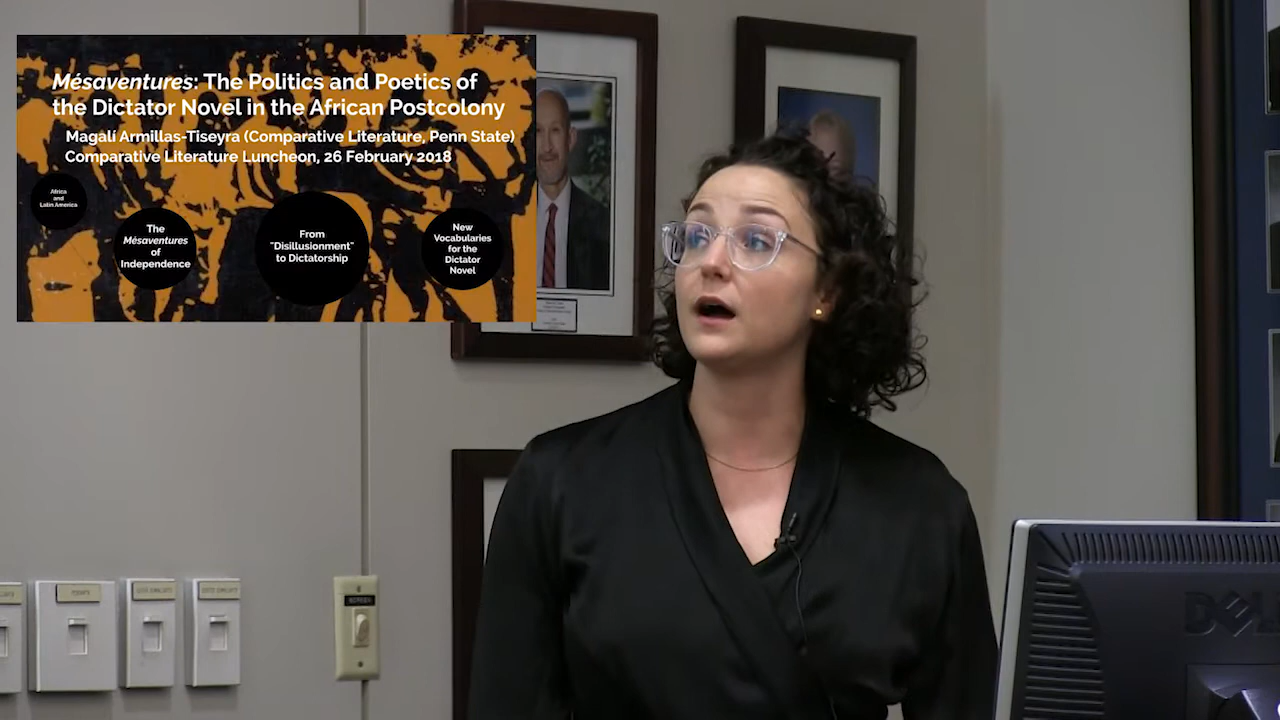 Mésaventures: The Politics and Poetics of
the Dictator Novel in the African Postcolony
Magalí Armillas-Tiseyra (Comparative Literature, Penn State)
Comparative Literature Luncheon, 26 February 2018
Africa
and
Latin America
The
Mésaventures
of
Independence
From
"Disillusionment"
to Dictatorship
New
Vocabularies
for the
Dictator
Novel
SCREEN
DELL